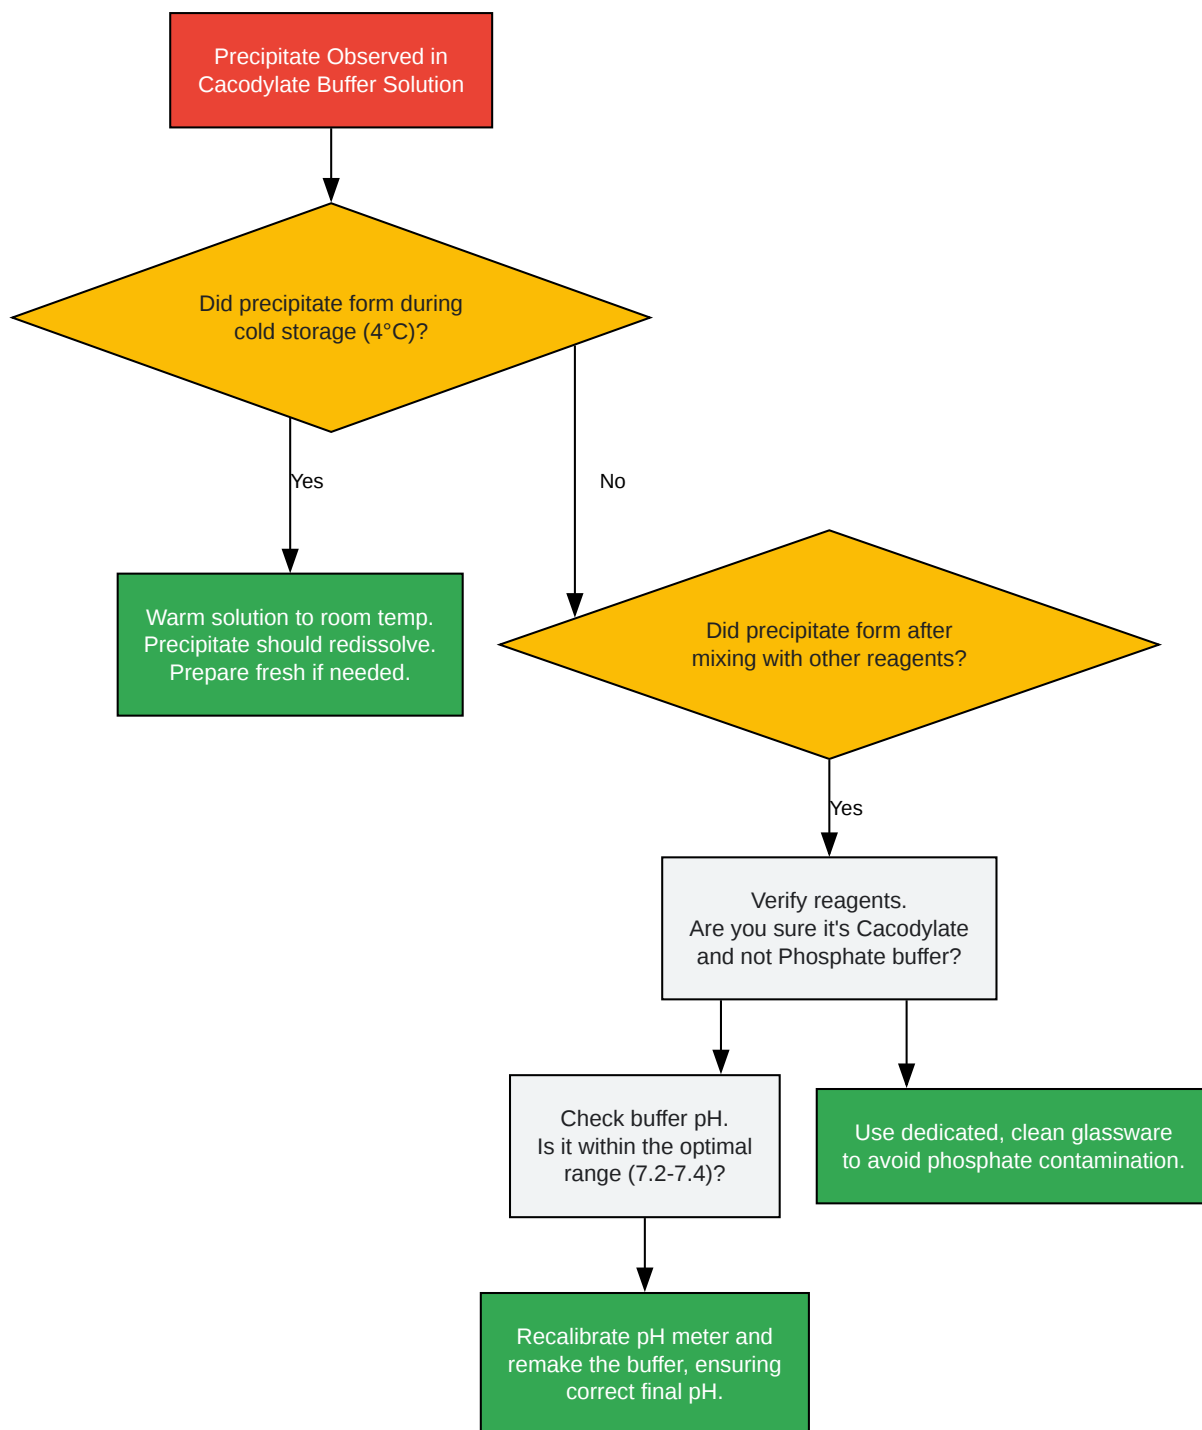 Precipitate Observed in
Cacodylate Buffer Solution
Did precipitate form during
cold storage (4°C)?
Yes
No
Warm solution to room temp.
Precipitate should redissolve.
Prepare fresh if needed.
Did precipitate form after
mixing with other reagents?
Yes
Verify reagents.
Are you sure it's Cacodylate
and not Phosphate buffer?
Check buffer pH.
Is it within the optimal
range (7.2-7.4)?
Use dedicated, clean glassware
to avoid phosphate contamination.
Recalibrate pH meter and
remake the buffer, ensuring
correct final pH.